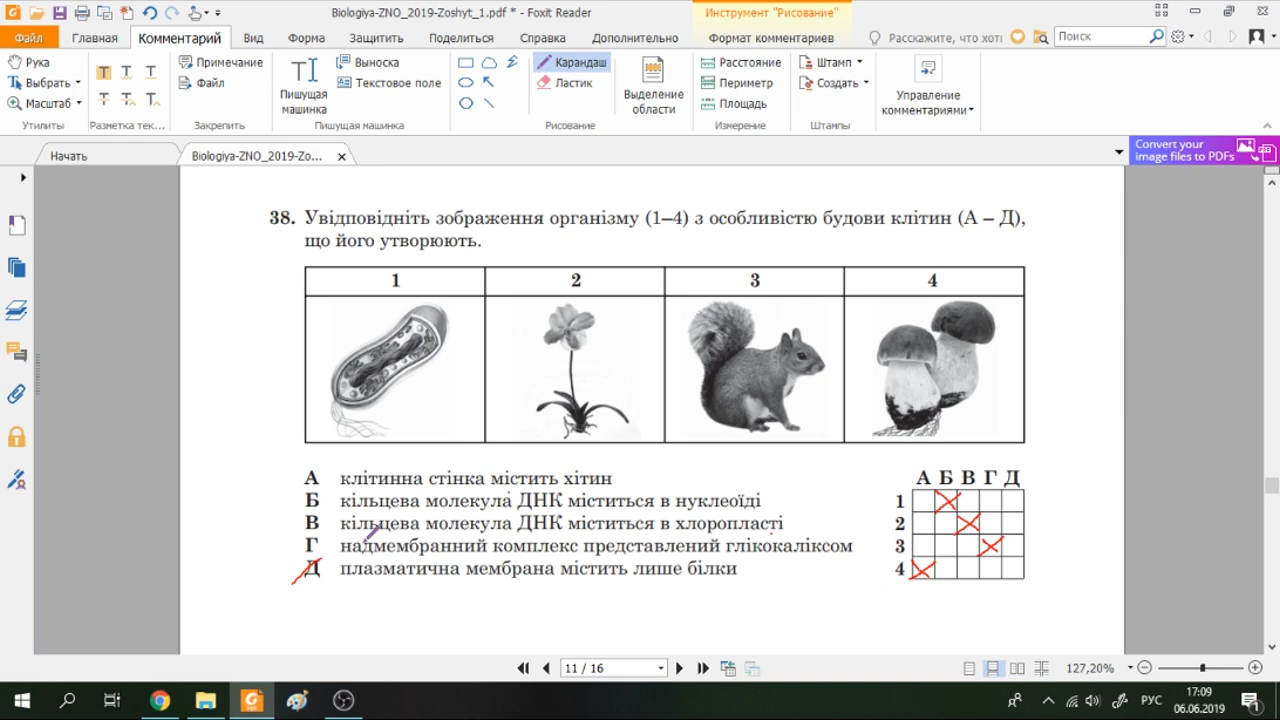 Biologiya-ZNO_2019-Zoshyt_1.pdf * - Foxit Reader
Инструмент "Рисование"
Файл
Главная
Комментарий
Вид
Форма
Защитить
Поделиться
Справка
Дополнительно
Формат комментариев
Расскажите, что хоті
Поиск
Рука
Выбрать
Масштаб
Утилиты
Разметка тек...
Примечание
Файл
Закрепить
Пишущая
машинка
Выноска
Текстовое поле
Пишущая машинка
Карандаш
Ластик
Рисование
Выделение
области
Расстояние
Периметр
Площадь
Измерение
Штамп
Создать
Штампы
Управление
комментариями
Начать
Biologiya-ZNO_2019-Zo...
Convert your
image files to PDFs
38. Увідповідніть зображення організму (1–4) з особливістю будови клітин (А – Д),
що його утворюють.
1 2 3 4
А клітинна стінка містить хітин
Б кільцева молекула ДНК міститься в нуклеоїді
В кільцева молекула ДНК міститься в хлоропласті
Г надмембранний комплекс представлений глікокаліксом
Д плазматична мембрана містить лише білки
А Б В Г Д
1
2
3
4
11 / 16
127,20%
РУС
17:09
06.06.2019
1